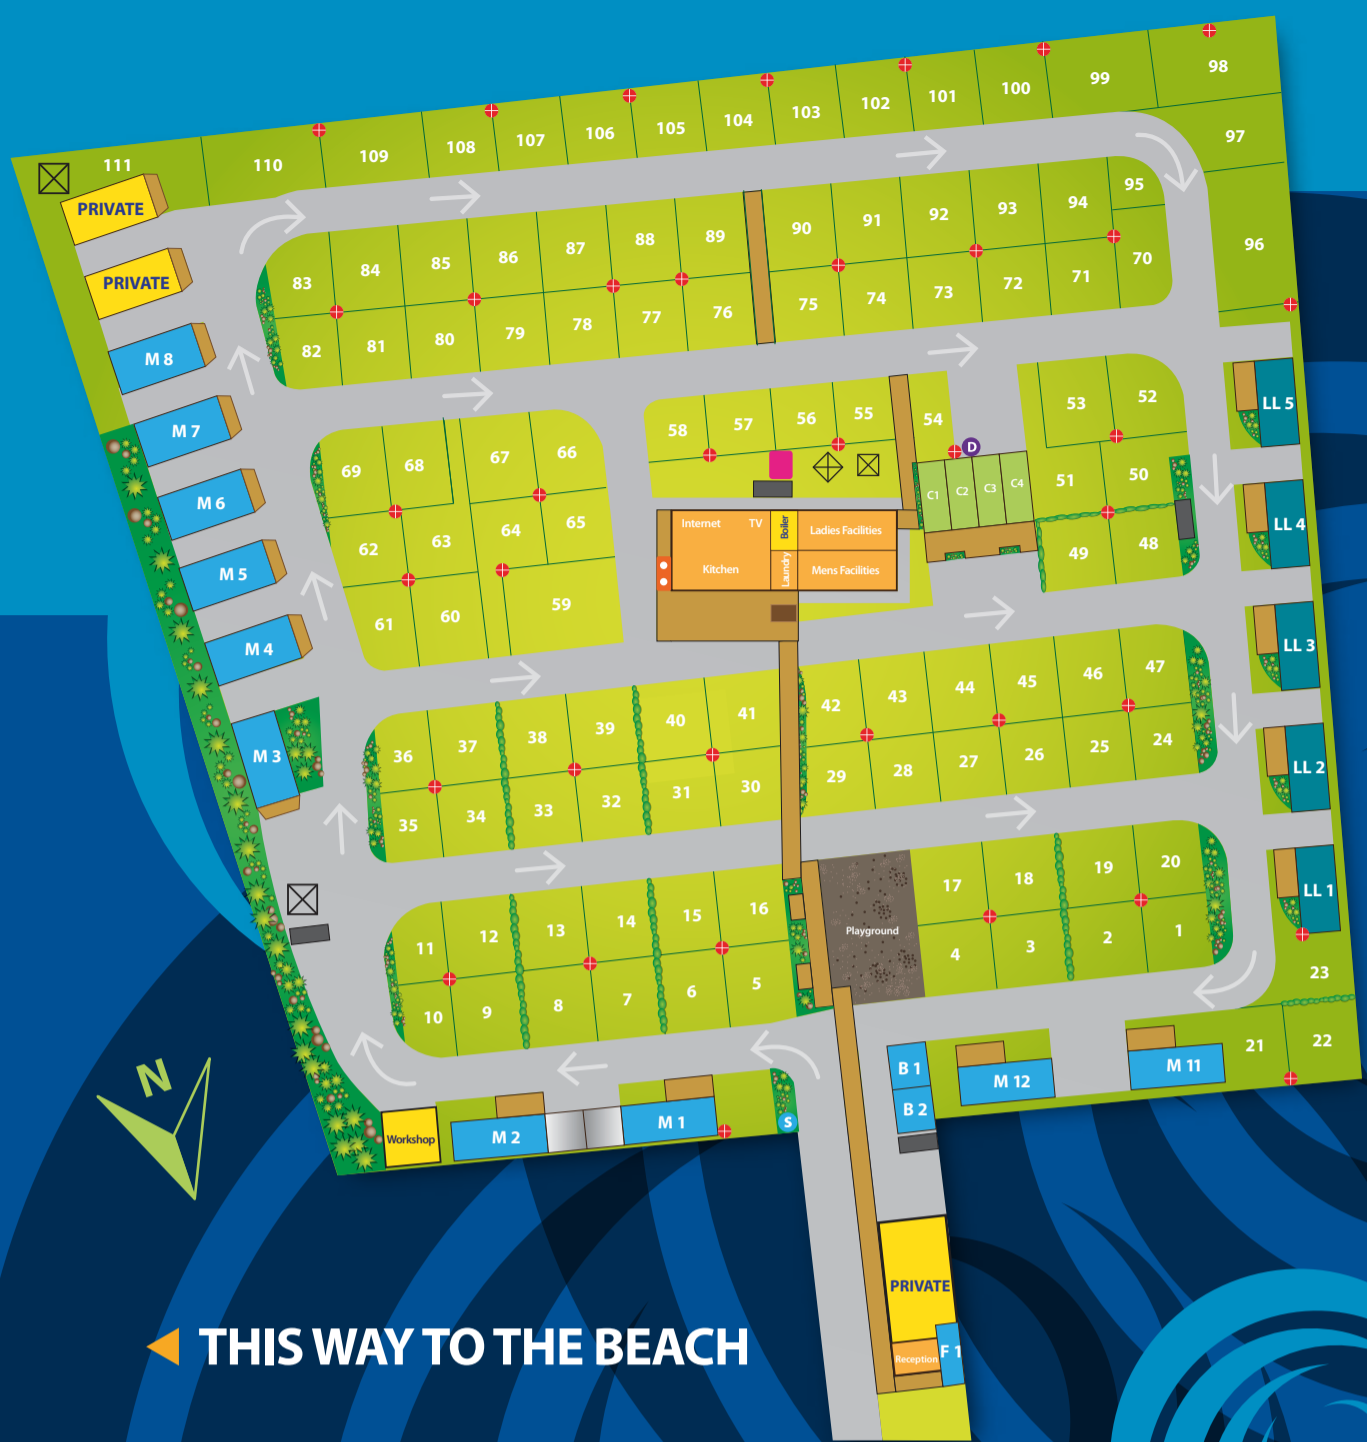 98
99
100
101
102
103
104
105
106
107
108
109
110
111
97
96
95
94
93
92
91
90
89
88
87
86
85
84
83
PRIVATE
PRIVATE
70
71
72
73
74
75
76
77
78
79
80
81
82
M 8
M 7
M 6
M 5
M 4
M 3
52
53
54
55
56
57
58
66
67
68
69
D
C1
C2
C3
C4
51
50
49
48
65
64
63
62
61
60
59
Internet
TV
Boiler
Ladies Facilities
Kitchen
Laundry
Mens Facilities
LL 5
LL 4
LL 3
LL 2
LL 1
47
46
45
44
43
42
41
40
39
38
37
36
24
25
26
27
28
29
30
31
32
33
34
35
20
19
18
17
Playground
16
15
14
13
12
11
1
2
3
4
5
6
7
8
9
10
23
22
21
M 11
M 12
B 1
B 2
S
M 1
M 2
Workshop
N
PRIVATE
Reception
F 1
THIS WAY TO THE BEACH